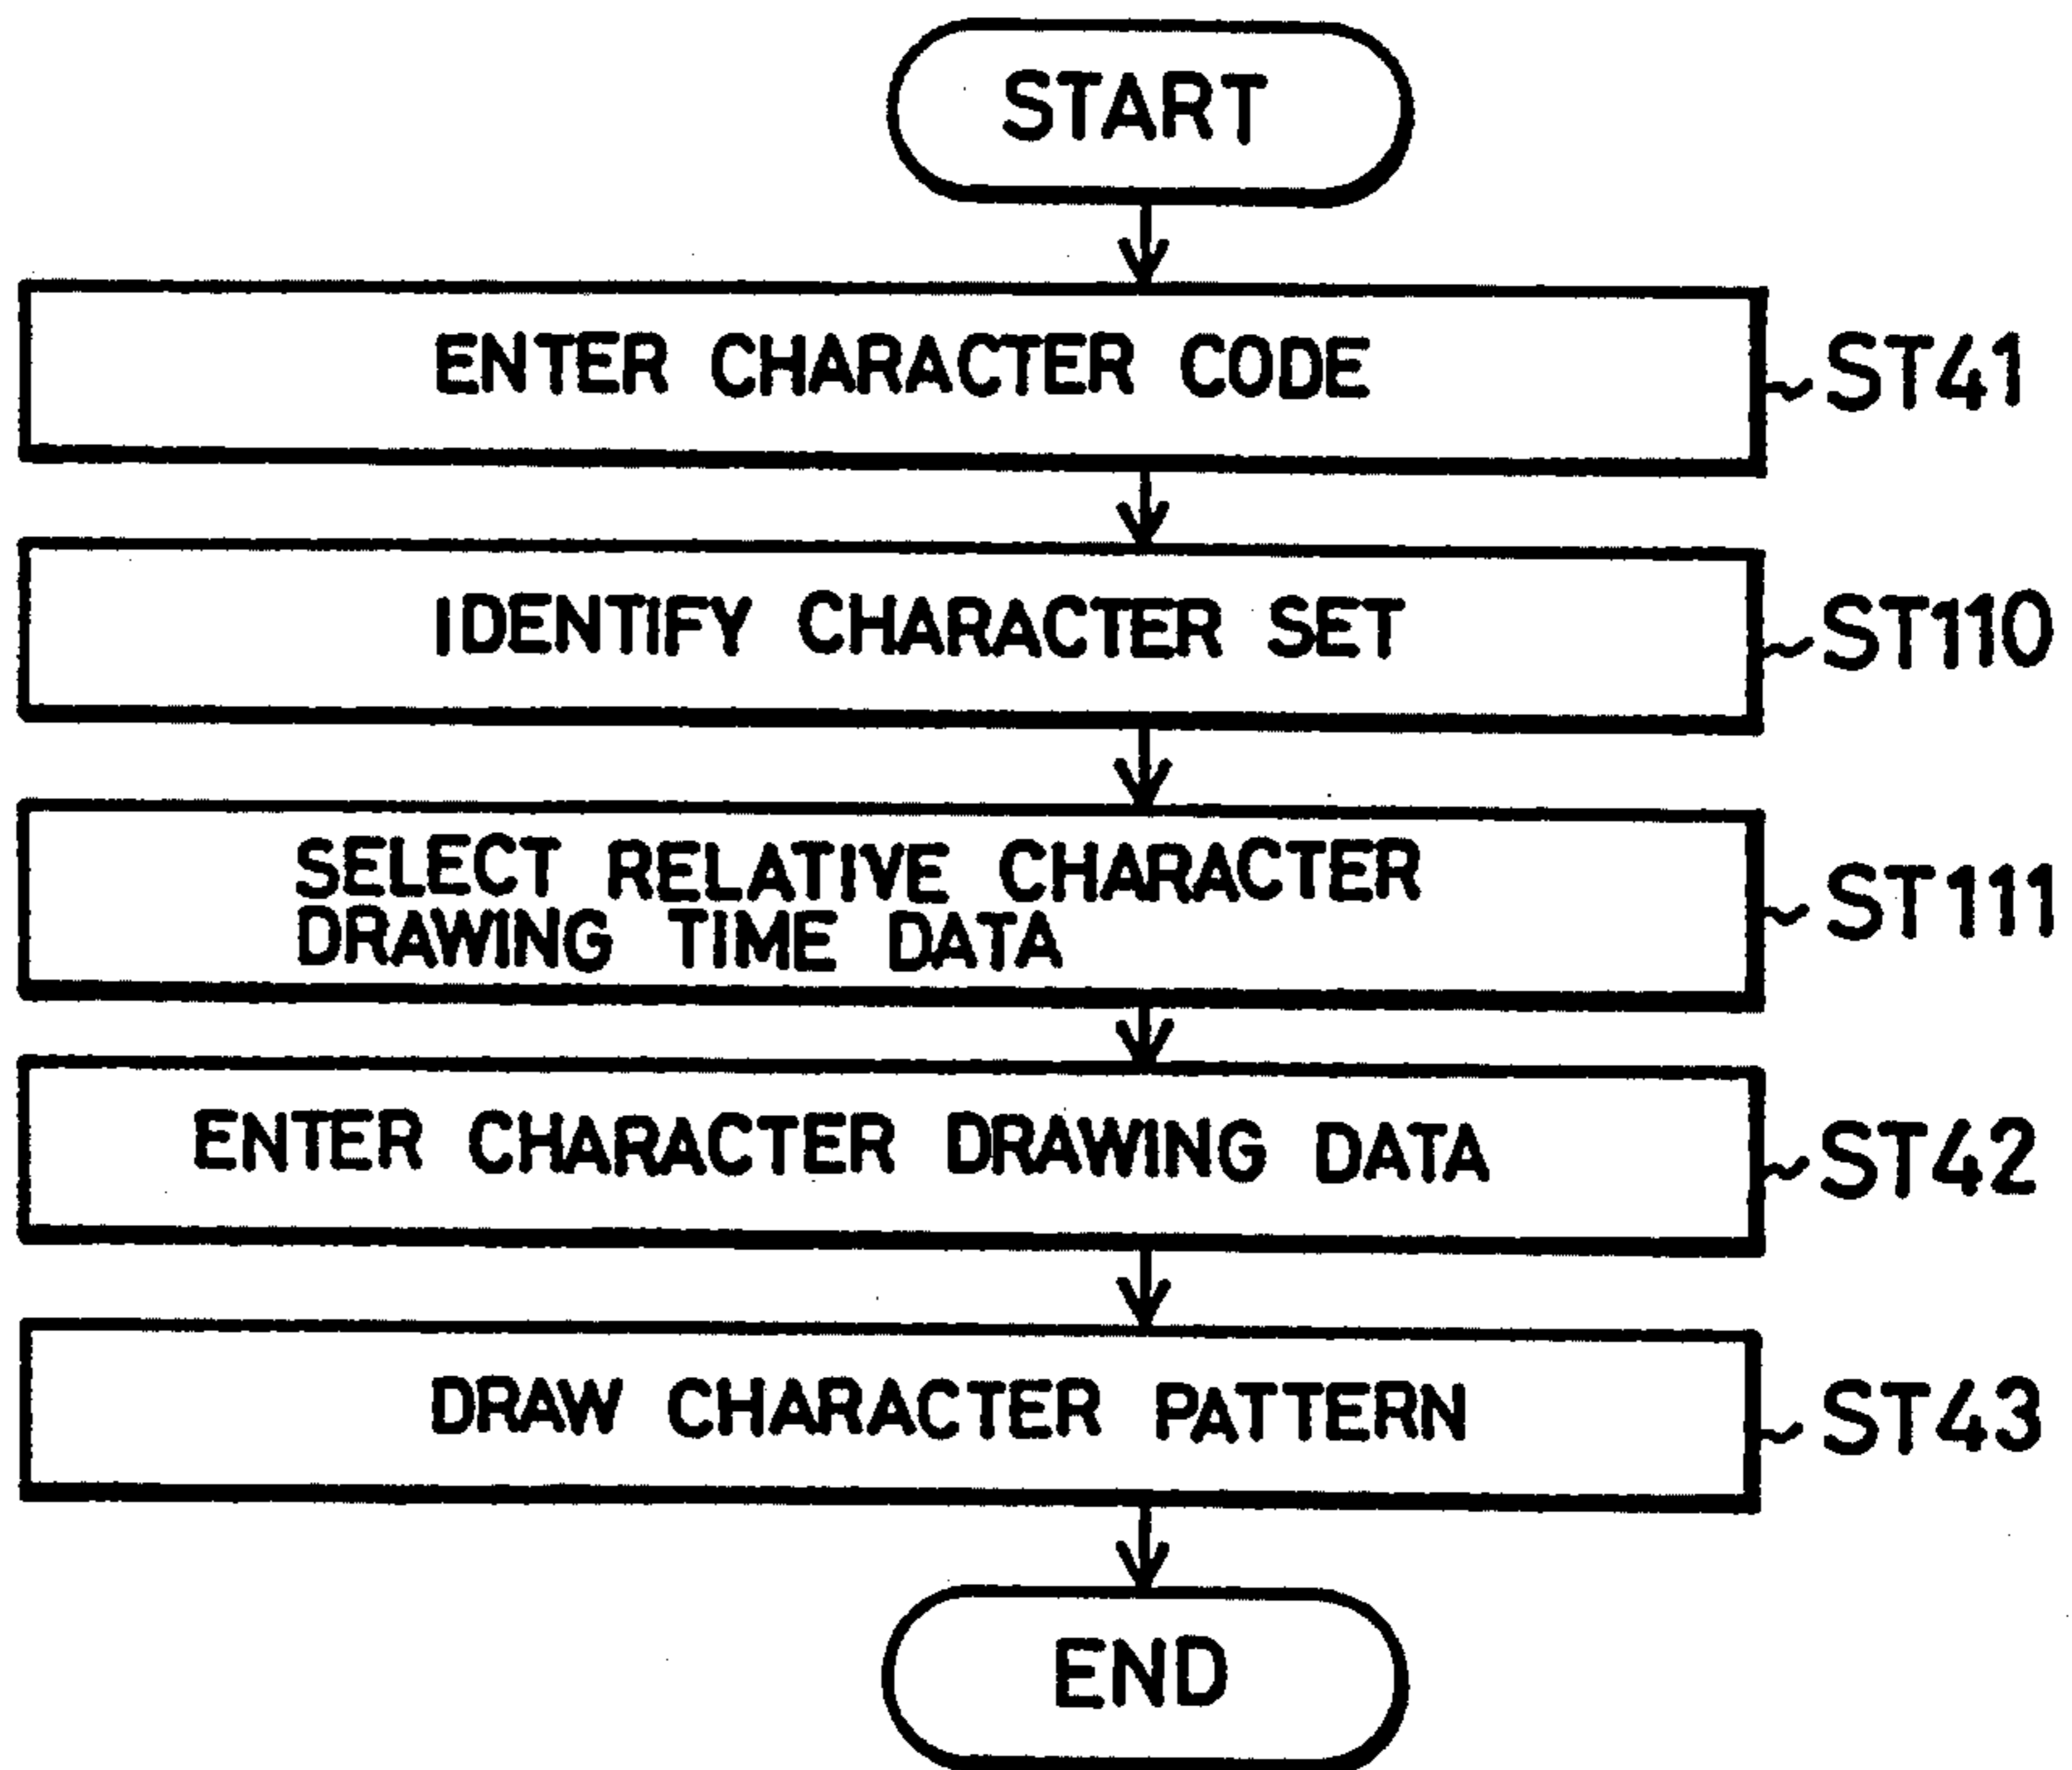 START
ENTER CHARACTER CODE
ST41
IDENTIFY CHARACTER SET
ST110
SELECT RELATIVE CHARACTER
DRAWING TIME DATA
ST111
ENTER CHARACTER DRAWING DATA
ST42
DRAW CHARACTER PATTERN
ST43
END